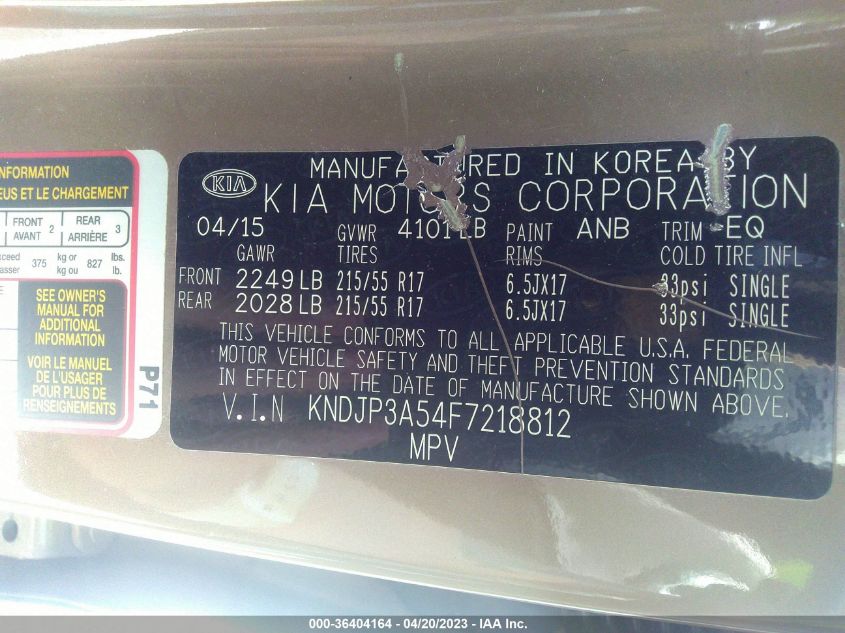 INFORMATION
EUS ET LE CHARGEMENT
FRONT AVANT 2 REAR ARRIÈRE 3
xceed 375 kg or 827 lbs.
asser kg ou lb.
SEE OWNER'S
MANUAL FOR
ADDITIONAL
INFORMATION
VOIR LE MANUEL
DE L'USAGER
POUR PLUS DE
RENSEIGNEMENTS
P71
KIA
MANUFACTURED IN KOREA BY
KIA MOTORS CORPORATION
04/15 GVWR 4101LB PAINT ANB TRIM EQ
GAWR TIRES RIMS COLD TIRE INFL
FRONT 2249LB 215/55 R17 6.5JX17 33psi SINGLE
REAR 2028LB 215/55 R17 6.5JX17 33psi SINGLE
THIS VEHICLE CONFORMS TO ALL APPLICABLE U.S.A. FEDERAL
MOTOR VEHICLE SAFETY AND THEFT PREVENTION STANDARDS
IN EFFECT ON THE DATE OF MANUFACTURE SHOWN ABOVE.
V.I.N KNDJP3A54F7218812
MPV
000-36404164 - 04/20/2023 - IAA Inc.